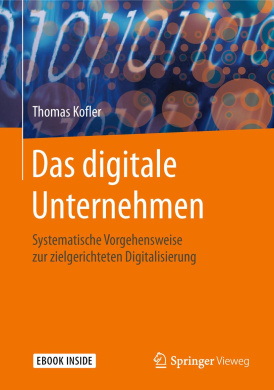 Thomas Kofler
Das digitale
Unternehmen
Systematische Vorgehensweise
zur zielgerichteten Digitalisierung
EBOOK INSIDE
Springer Vieweg